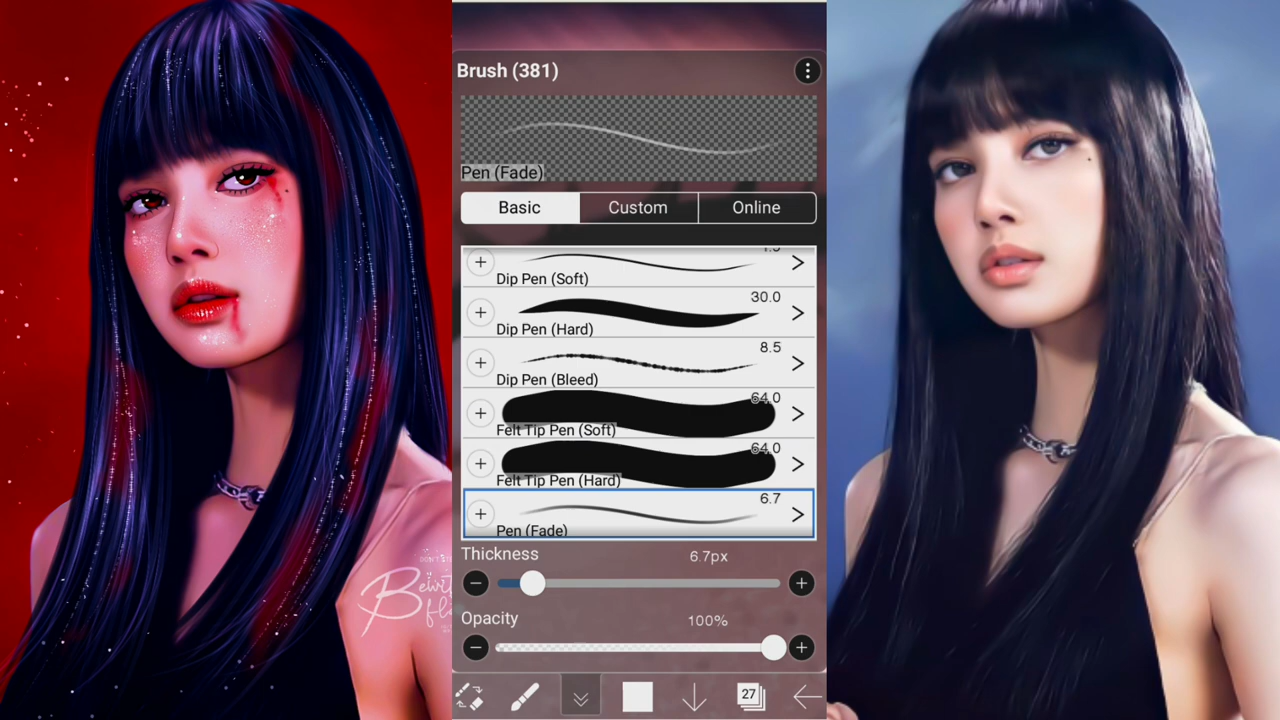 Brush (381)
Pen (Fade)
Basic
Custom
Online
Dip Pen (Soft)
30.0
Dip Pen (Hard)
8.5
Dip Pen (Bleed)
64.0
Felt Tip Pen (Soft)
64.0
Felt Tip Pen (Hard)
6.7
Pen (Fade)
Thickness
6.7px
Opacity
100%
27